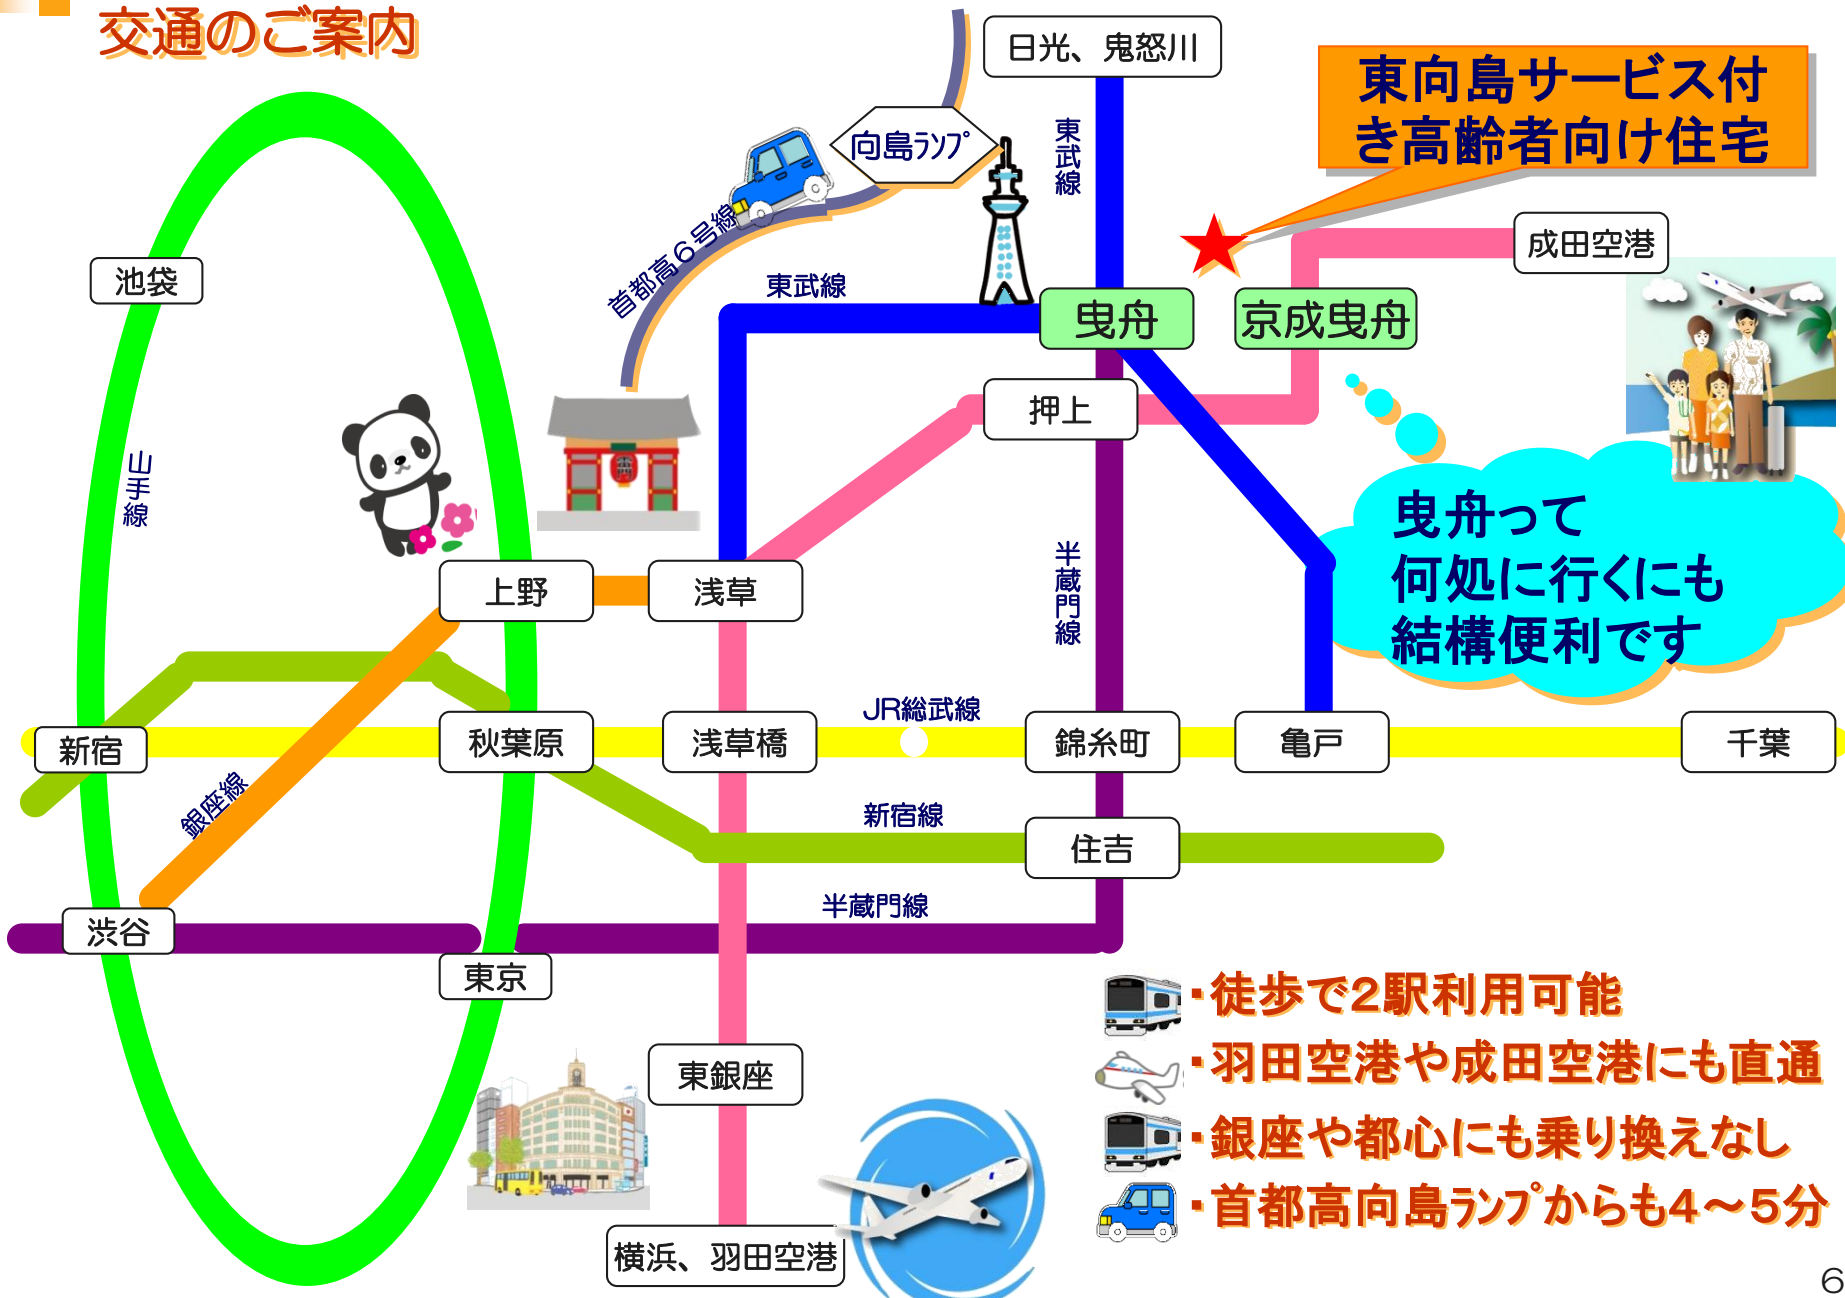 交通のご案内
日光、鬼怒川
東向島サービス付
き高齢者向け住宅
向島ﾗﾝﾌﾟ
東武線
首都高６号線
成田空港
池袋
東武線
曳舟
京成曳舟
押上
山手線
曳舟って
何処に行くにも
結構便利です
半蔵門線
上野
浅草
JR総武線
新宿
秋葉原
浅草橋
錦糸町
亀戸
千葉
銀座線
新宿線
住吉
半蔵門線
渋谷
東京
・徒歩で２駅利用可能
・羽田空港や成田空港にも直通
東銀座
・銀座や都心にも乗り換えなし
・首都高向島ﾗﾝﾌﾟからも４～５分
横浜、羽田空港
6